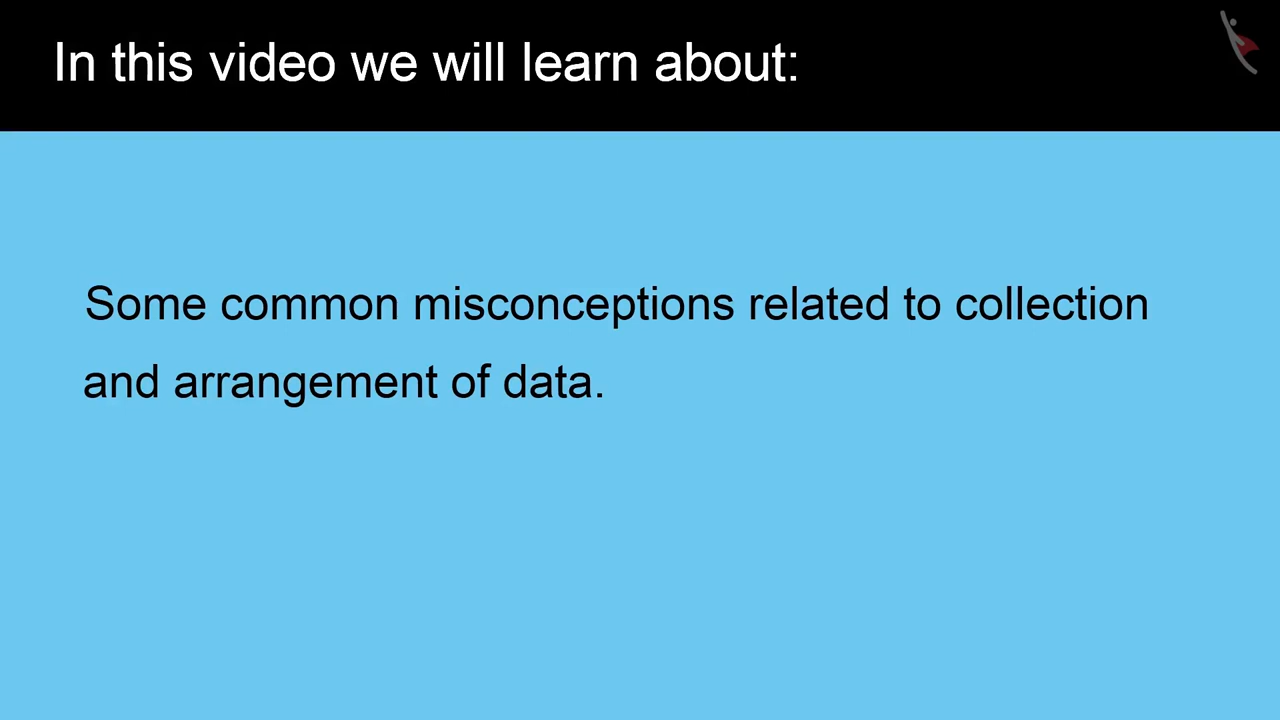 In this video we will learn about:
Some common misconceptions related to collection
and arrangement of data.